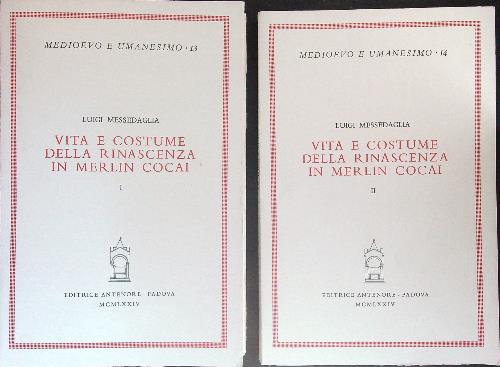 MEDIOEVO E UMANESIMO · 13
LUIGI MESSEDAGLIA
VITA E COSTUME
DELLA RINASCENZA
IN MERLIN COCAI
I
EDITRICE ANTENORE · PADOVA
MCMLXXIV
MEDIOEVO E UMANESIMO · 14
LUIGI MESSEDAGLIA
VITA E COSTUME
DELLA RINASCENZA
IN MERLIN COCAI
II
EDITRICE ANTENORE · PADOVA
MCMLXXIV